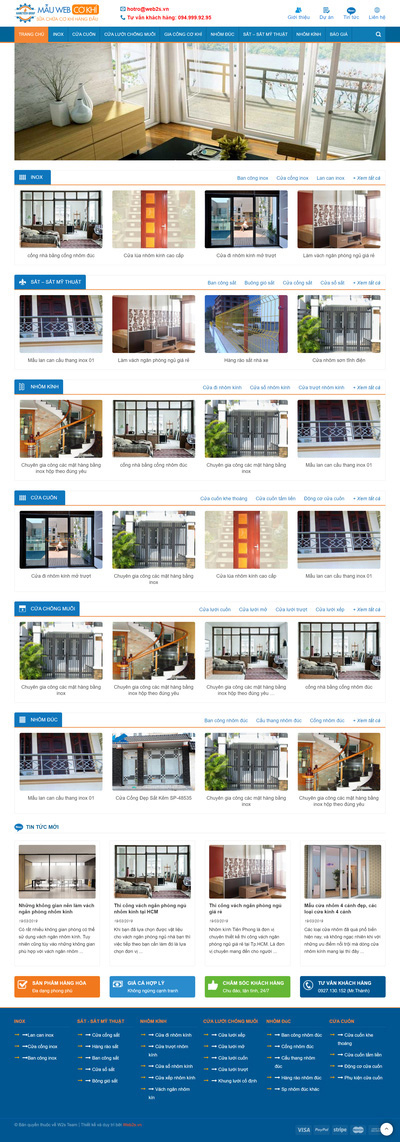 MẪU WEB CƠ KHÍ
SỬA CHỮA CƠ KHÍ HÀNG ĐẦU
hotro@web2s.vn
Tư vấn khách hàng: 094.999.92.95
Giới thiệu
Dự án
Tin tức
Liên hệ
TRANG CHỦ
INOX
CỬA CUỐN
CỬA LƯỚI CHỐNG MUỖI
GIA CÔNG CƠ KHÍ
NHÔM ĐÚC
SẮT – SẮT MỸ THUẬT
NHÔM KÍNH
BÁO GIÁ
INOX
Ban công inox
Cửa cổng inox
Lan can inox
+ Xem tất cả
cổng nhà bằng cổng nhôm đúc
Cửa lùa nhôm kính cao cấp
Cửa đi nhôm kính mở trượt
Làm vách ngăn phòng ngủ giá rẻ
SẮT – SẮT MỸ THUẬT
Ban công sắt
Buông gió sắt
Cửa cổng sắt
Cửa sổ sắt
+ Xem tất cả
Mẫu lan can cầu thang inox 01
Làm vách ngăn phòng ngủ giá rẻ
Hàng rào sắt nhà xe
Cửa nhôm sơn tĩnh điện
NHÔM KÍNH
Cửa đi nhôm kính
Cửa sổ nhôm kính
Cửa trượt nhôm kính
+ Xem tất cả
Chuyên gia công các mặt hàng bằng
inox hộp theo đúng yêu
cổng nhà bằng cổng nhôm đúc
Chuyên gia công các mặt hàng bằng
inox
Mẫu lan can cầu thang inox 01
CỬA CUỐN
Cửa cuốn khe thoáng
Cửa cuốn tấm liền
Động cơ cửa cuốn
+ Xem tất cả
Cửa đi nhôm kính mở trượt
Chuyên gia công các mặt hàng bằng
inox
Cửa lùa nhôm kính cao cấp
Mẫu lan can cầu thang inox 01
CỬA CHỐNG MUỖI
Cửa lưới cuốn
Cửa lưới mở
Cửa lưới trượt
Cửa lưới xếp
+ Xem tất cả
Chuyên gia công các mặt hàng bằng
inox
Chuyên gia công các mặt hàng bằng
inox hộp theo đúng yêu
Chuyên gia công các mặt hàng bằng
inox hộp theo đúng yêu ...
cổng nhà bằng cổng nhôm đúc
NHÔM ĐÚC
Ban công nhôm đúc
Cầu thang nhôm đúc
Cổng nhôm đúc
+ Xem tất cả
Mẫu lan can cầu thang inox 01
Cửa Cổng Đẹp Sắt Kẽm SP-48535
Chuyên gia công các mặt hàng bằng
inox
Chuyên gia công các mặt hàng bằng
inox hộp theo đúng yêu
TIN TỨC MỚI
Những không gian nên làm vách
ngăn phòng nhôm kính
19/03/2019
Có rất nhiều không gian phòng có thể
sử dụng vách ngăn nhôm kính. Tuy
nhiên cũng tùy vào những không gian
phù hợp với vách ngăn nhôm ...
Thi công vách ngăn phòng ngủ
nhôm kính tại HCM
19/03/2019
Khi bạn đã lựa chọn được vật liệu
cho vách ngăn phòng ngủ nhà bạn thì
việc tiếp theo bạn cần làm đó là lựa
chọn đơn vị ...
Thi công vách ngăn phòng ngủ
giá rẻ
19/03/2019
Nhôm kính Tiên Phong là đơn vị
chuyên thiết kế thi công vách ngăn
phòng ngủ giá rẻ tại Tp.HCM. Là đơn
vị chuyên mang đến cho người ...
Mẫu cửa nhôm 4 cánh đẹp, các
loại cửa kính 4 cánh
19/03/2019
Các loại cửa nhôm đã quá phổ biến
hiện nay, và không ngạc nhiên khi với
những ưu điểm nổi trội mà dòng cửa
nhôm kính mang lại thì đây ...
SẢN PHẨM HÀNG HÓA
Đa dạng phong phú
GIÁ CẢ HỢP LÝ
Không ngừng cạnh tranh
CHĂM SÓC KHÁCH HÀNG
Chu đáo, tận tình, 24/7
TƯ VẤN KHÁCH HÀNG
0927.130.152 (Mr.Thành)
INOX
Lan can inox
Cửa cổng inox
Ban công inox
SẮT - SẮT MỸ THUẬT
Cửa cổng sắt
Hàng rào sắt
Ban công sắt
Cửa sổ sắt
Bông gió sắt
NHÔM KÍNH
Cửa đi nhôm kính
Cửa trượt nhôm
kính
Cửa sổ nhôm kính
Cửa xếp nhôm kính
Vách ngăn nhôm
kín
CỬA LƯỚI CHỐNG MUỖI
Cửa lưới xếp
Cửa lưới mở
Cửa lưới cuốn
Cửa lưới trượt
Khung lưới cố định
NHÔM ĐÚC
Ban công nhôm đúc
Cổng nhôm đúc
Cầu thang nhôm
đúc
Hàng rào nhôm đúc
Sp nhôm đúc khác
CỬA CUỐN
Cửa cuốn khe
thoáng
Cửa cuốn tấm liền
Động cơ cửa cuốn
Phụ kiện cửa cuốn
© Bản quyền thuộc về W2s Team | Thiết kế và duy trì bởi Web2s.vn
VISA
PayPal
stripe